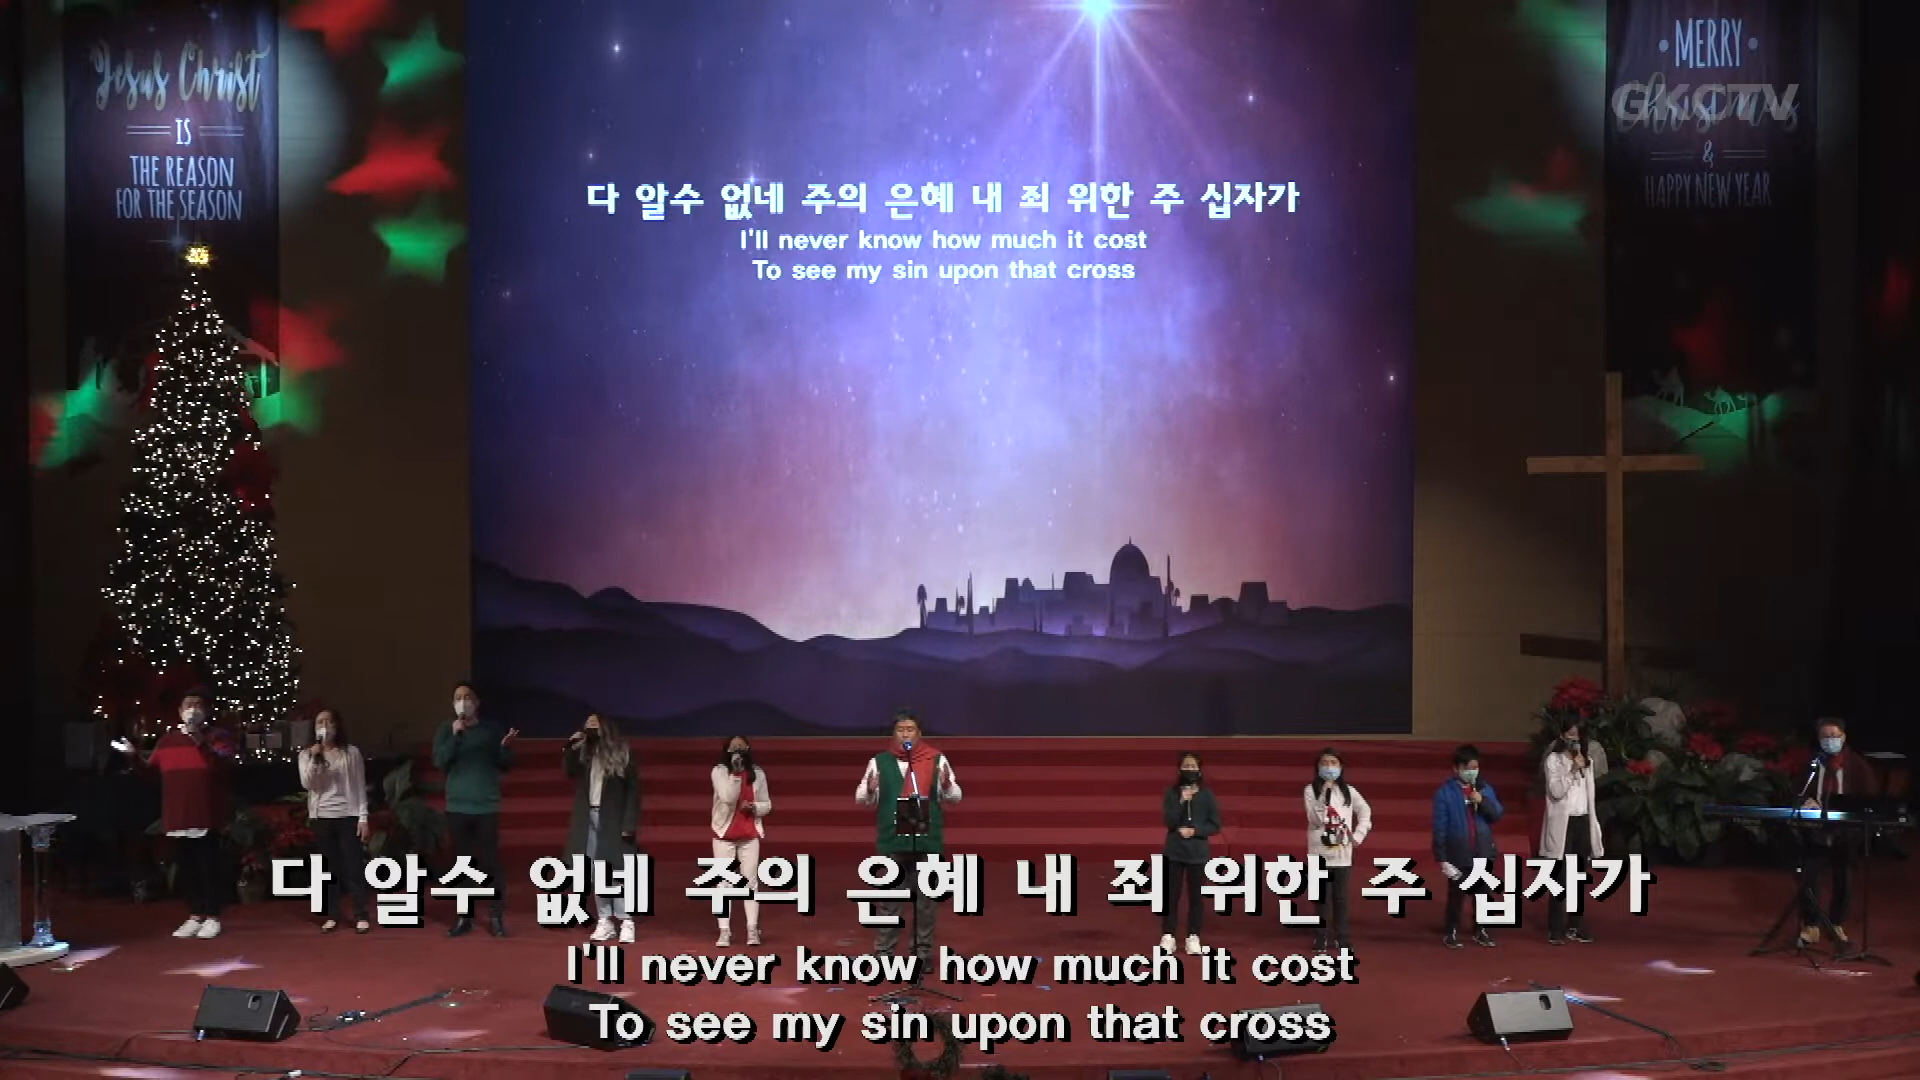 Jesus Christ
IS
THE REASON
FOR THE SEASON
• MERRY •
Christmas
&
HAPPY NEW YEAR
GKCTV
다 알수 없네 주의 은혜 내 죄 위한 주 십자가
I'll never know how much it cost
To see my sin upon that cross
다 알수 없네 주의 은혜 내 죄 위한 주 십자가
I'll never know how much it cost
To see my sin upon that cross